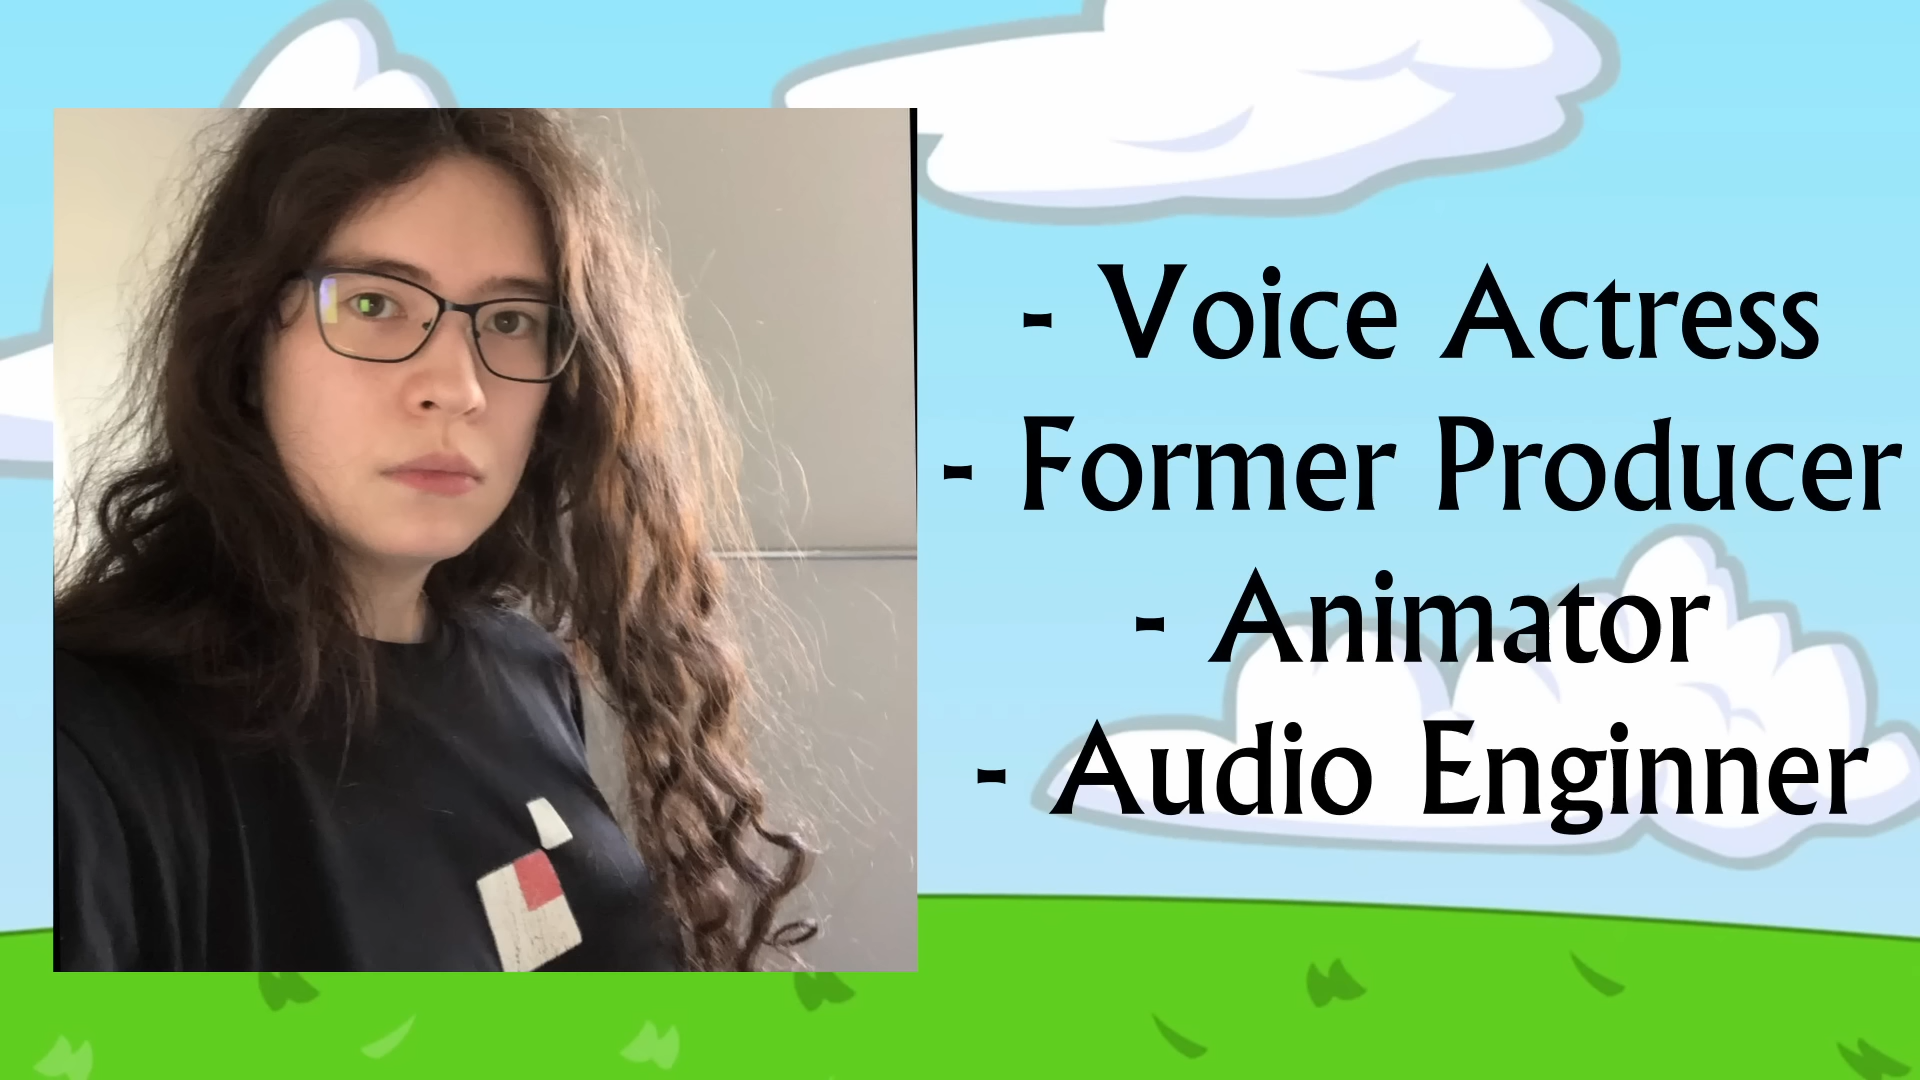 - Voice Actress
- Former Producer
- Animator
- Audio Enginner